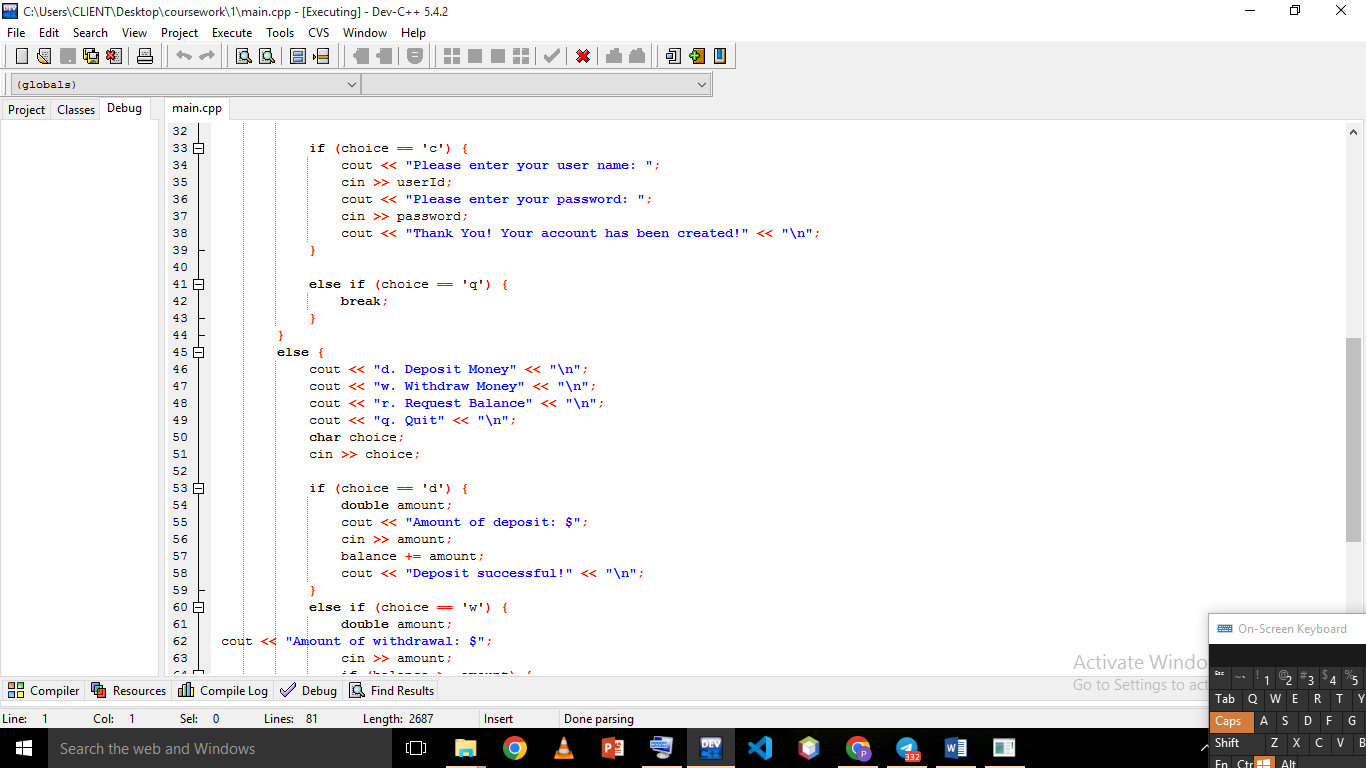 C:\Users\CLIENT\Desktop\coursework\1\main.cpp - [Executing] - Dev-C++ 5.4.2
File Edit Search View Project Execute Tools CVS Window Help
(globals)
Project Classes Debug main.cpp
32
33 if (choice == 'c') {
34 cout << "Please enter your user name: ";
35 cin >> userId;
36 cout << "Please enter your password: ";
37 cin >> password;
38 cout << "Thank You! Your account has been created!" << "\n";
39 }
40
41 else if (choice == 'q') {
42 break;
43 }
44 }
45 else {
46 cout << "d. Deposit Money" << "\n";
47 cout << "w. Withdraw Money" << "\n";
48 cout << "r. Request Balance" << "\n";
49 cout << "q. Quit" << "\n";
50 char choice;
51 cin >> choice;
52
53 if (choice == 'd') {
54 double amount;
55 cout << "Amount of deposit: $";
56 cin >> amount;
57 balance += amount;
58 cout << "Deposit successful!" << "\n";
59 }
60 else if (choice == 'w') {
61 double amount;
62 cout << "Amount of withdrawal: $";
63 cin >> amount;
Activate Windo
Go to Settings to act
On-Screen Keyboard
Esc ~ ` ! 1 @ 2 # 3 $ 4 % 5
Tab Q W E R T Y
Caps A S D F G
Shift Z X C V B
Fn Ctr Alt
Compiler Resources Compile Log Debug Find Results
Line: 1 Col: 1 Sel: 0 Lines: 81 Length: 2687 Insert Done parsing
Search the web and Windows
DEV
P
332